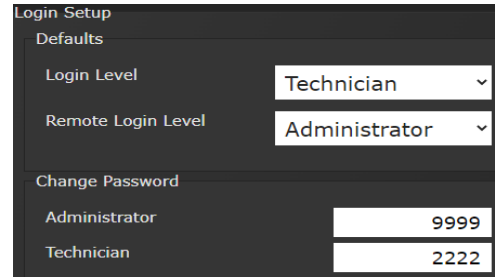 Login Setup
Defaults
Login Level Technician
Remote Login Level Administrator
Change Password
Administrator 9999
Technician 2222